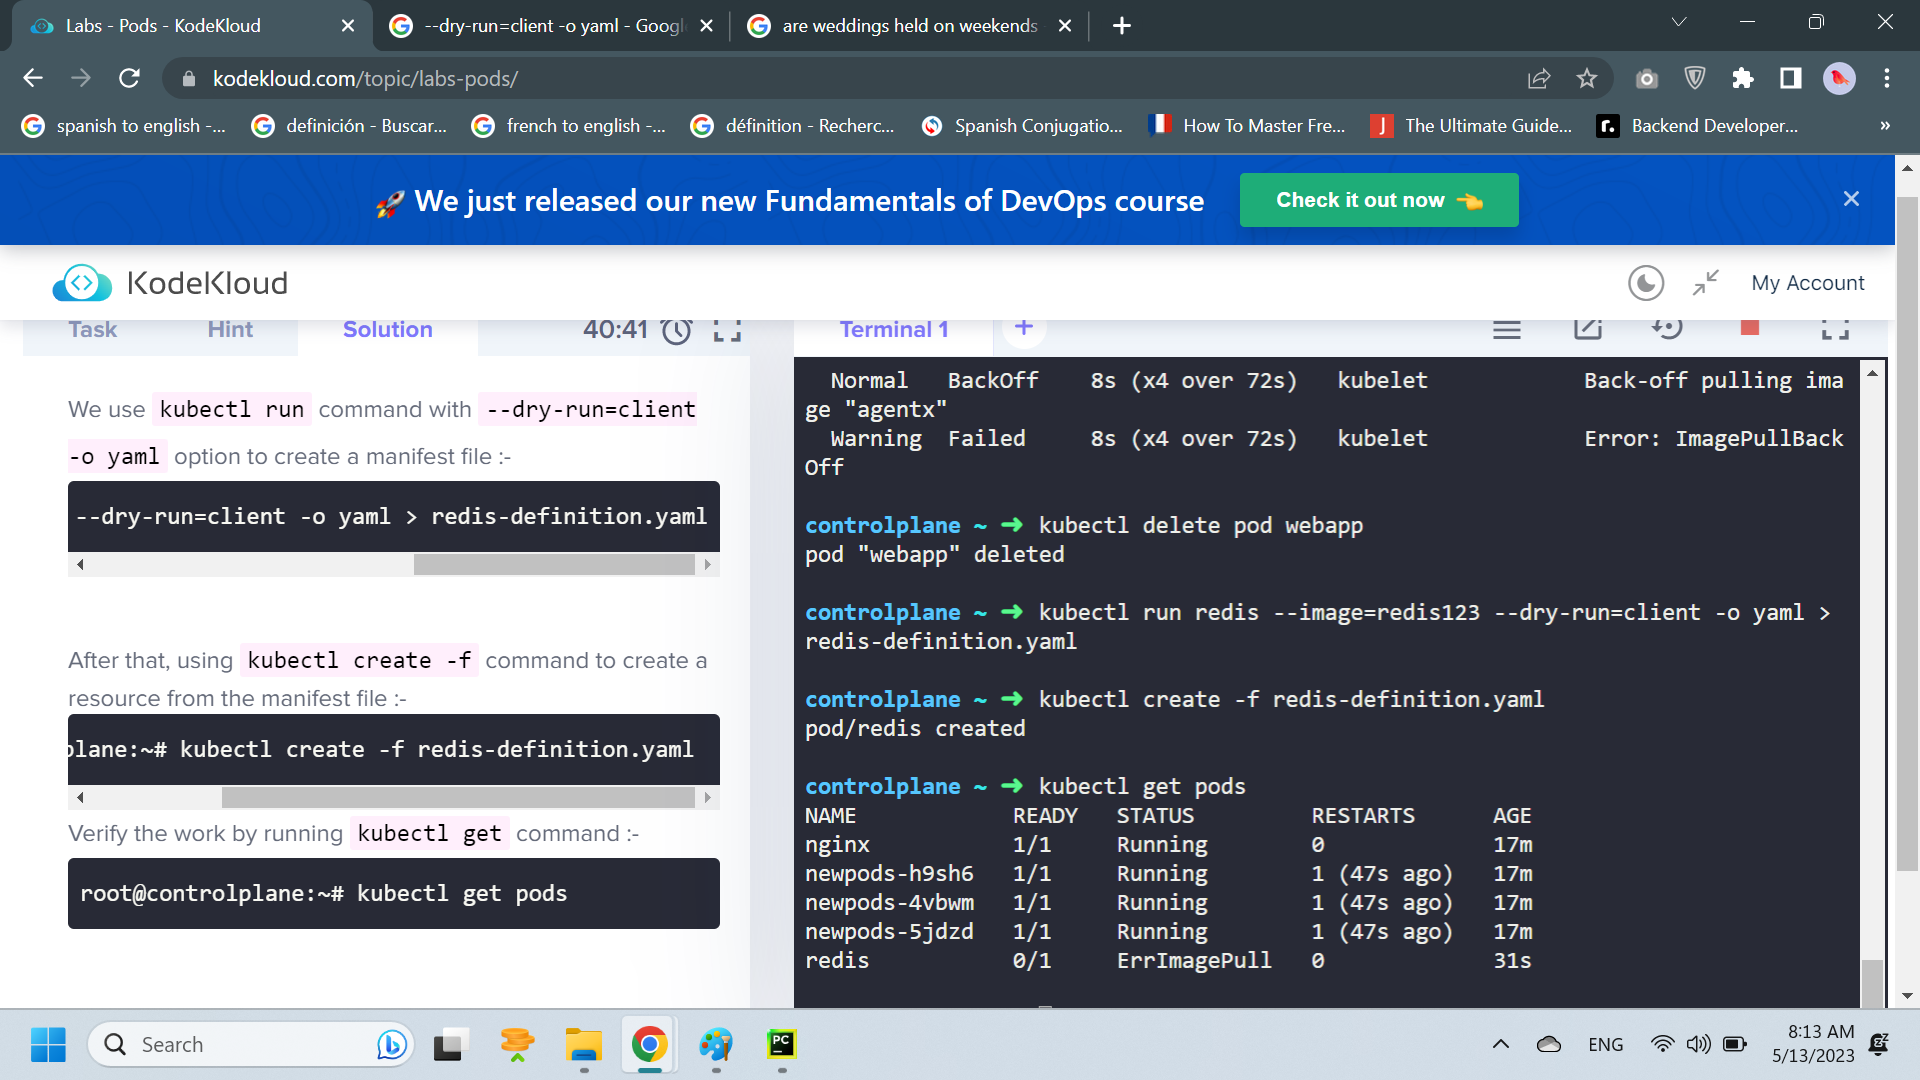 Labs - Pods - KodeKloud
--dry-run=client -o yaml - Googl
are weddings held on weekends
kodekloud.com/topic/labs-pods/
spanish to english -...
definición - Buscar...
french to english -...
définition - Recherc...
Spanish Conjugatio...
How To Master Fre...
The Ultimate Guide...
Backend Developer...
»
🚀 We just released our new Fundamentals of DevOps course
Check it out now 👈
KodeKloud
My Account
Task
Hint
Solution
40:41
Terminal 1
+
We use kubectl run command with --dry-run=client
-o yaml option to create a manifest file :-
--dry-run=client -o yaml > redis-definition.yaml
After that, using kubectl create -f command to create a
resource from the manifest file :-
plane:~# kubectl create -f redis-definition.yaml
Verify the work by running kubectl get command :-
root@controlplane:~# kubectl get pods
Normal BackOff 8s (x4 over 72s) kubelet Back-off pulling ima
ge "agentx"
Warning Failed 8s (x4 over 72s) kubelet Error: ImagePullBack
Off
controlplane ~ ➜ kubectl delete pod webapp
pod "webapp" deleted
controlplane ~ ➜ kubectl run redis --image=redis123 --dry-run=client -o yaml >
redis-definition.yaml
controlplane ~ ➜ kubectl create -f redis-definition.yaml
pod/redis created
controlplane ~ ➜ kubectl get pods
NAME READY STATUS RESTARTS AGE
nginx 1/1 Running 0 17m
newpods-h9sh6 1/1 Running 1 (47s ago) 17m
newpods-4vbwm 1/1 Running 1 (47s ago) 17m
newpods-5jdzd 1/1 Running 1 (47s ago) 17m
redis 0/1 ErrImagePull 0 31s
Search
PC
ENG
8:13 AM
5/13/2023